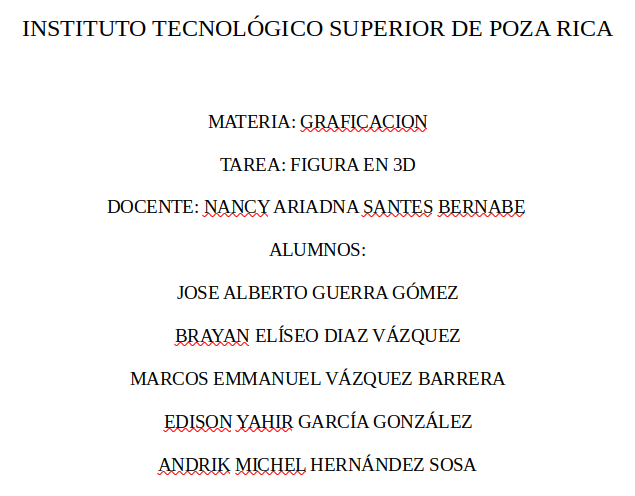 INSTITUTO TECNOLÓGICO SUPERIOR DE POZA RICA
MATERIA: GRAFICACION
TAREA: FIGURA EN 3D
DOCENTE: NANCY ARIADNA SANTES BERNABE
ALUMNOS:
JOSE ALBERTO GUERRA GÓMEZ
BRAYAN ELÍSEO DIAZ VÁZQUEZ
MARCOS EMMANUEL VÁZQUEZ BARRERA
EDISON YAHIR GARCÍA GONZÁLEZ
ANDRIK MICHEL HERNÁNDEZ SOSA